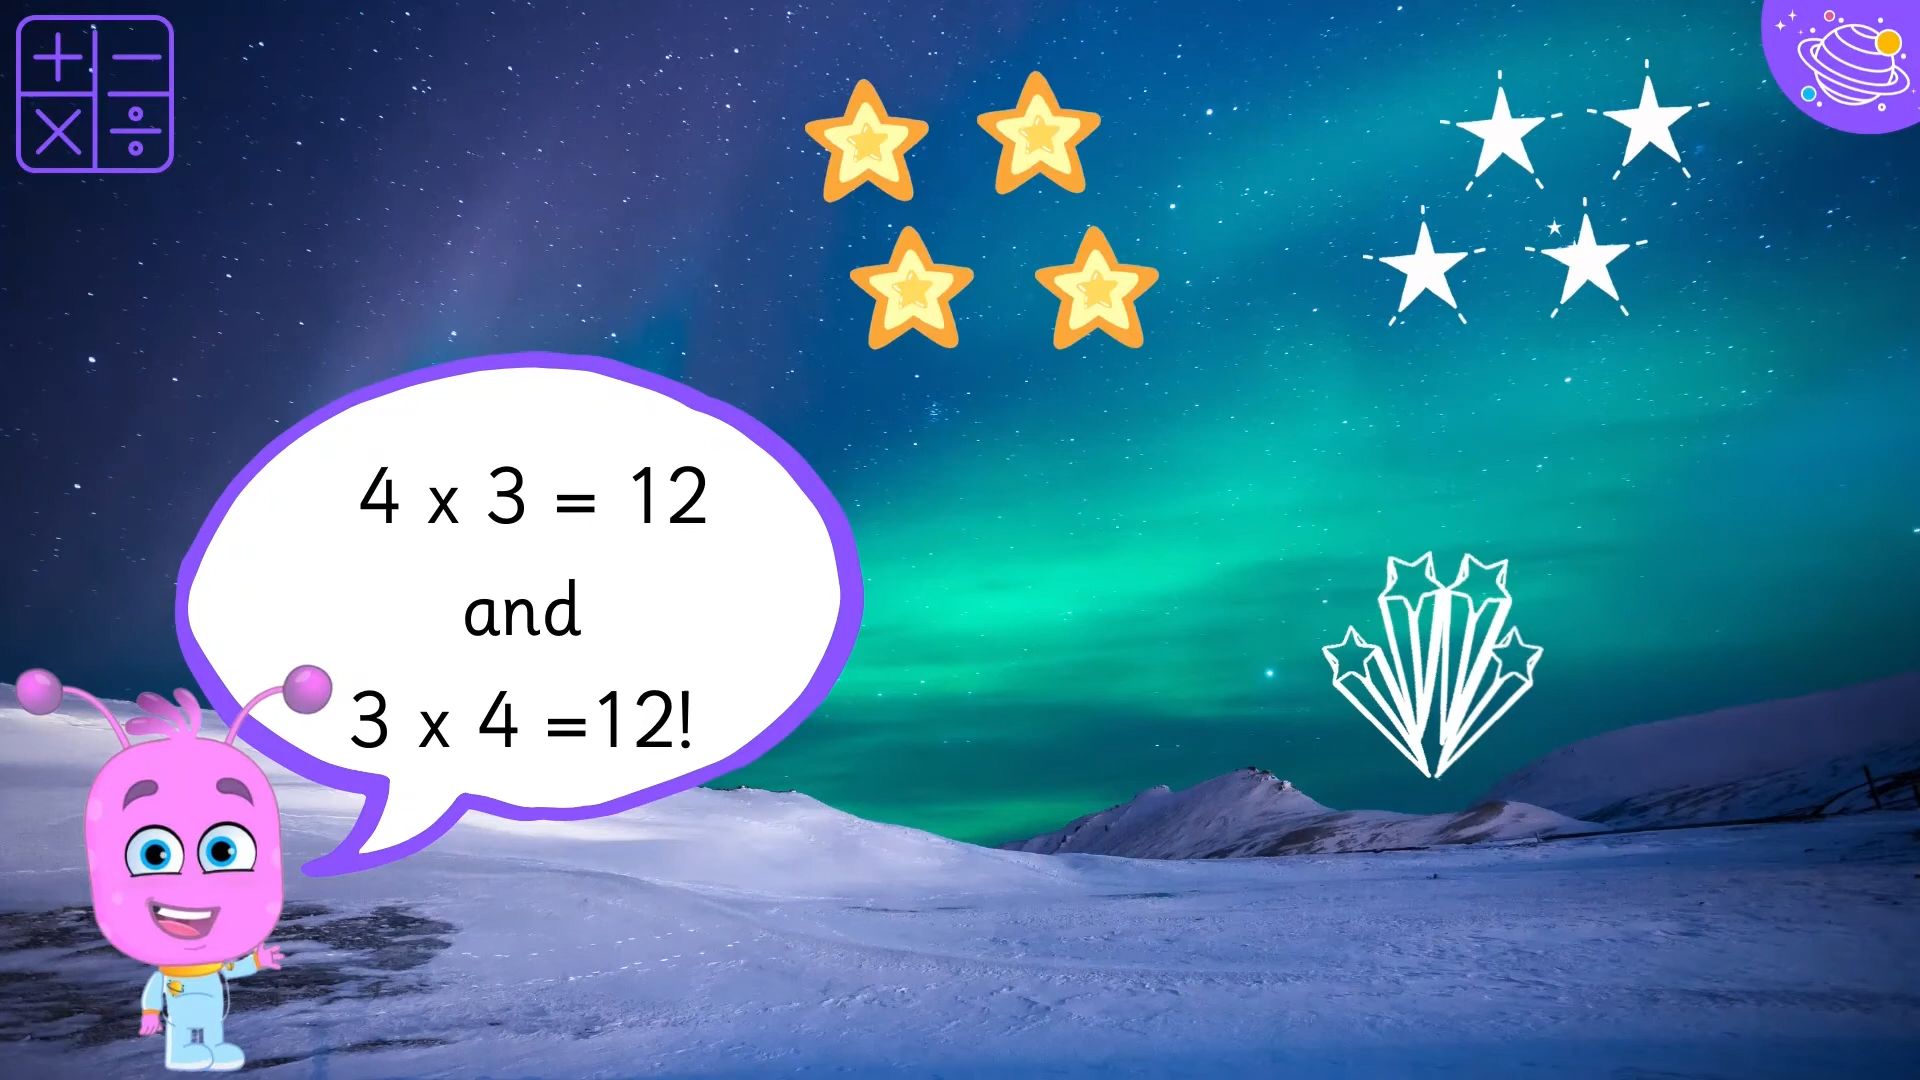 4 x 3 = 12
and
3 x 4 =12!